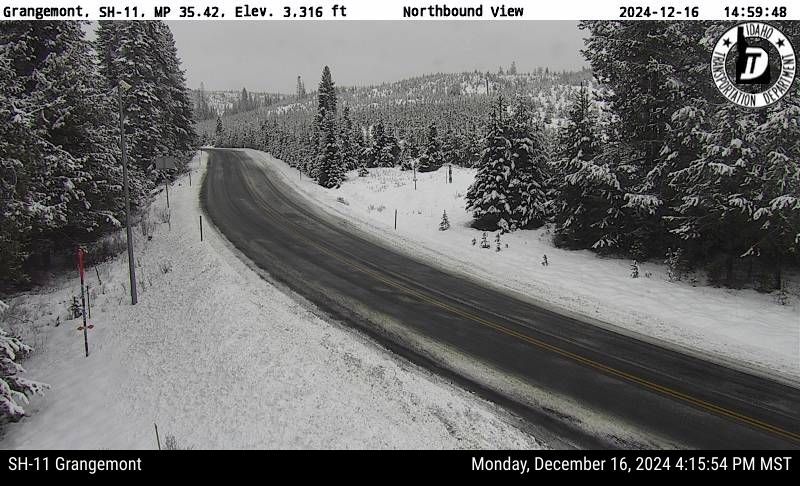 Grangemont, SH-11, MP 35.42, Elev. 3,316 ft Northbound View 2024-12-16 14:59:48
IDAHO
TRANSPORTATION DEPARTMENT
SH-11 Grangemont Monday, December 16, 2024 4:15:54 PM MST